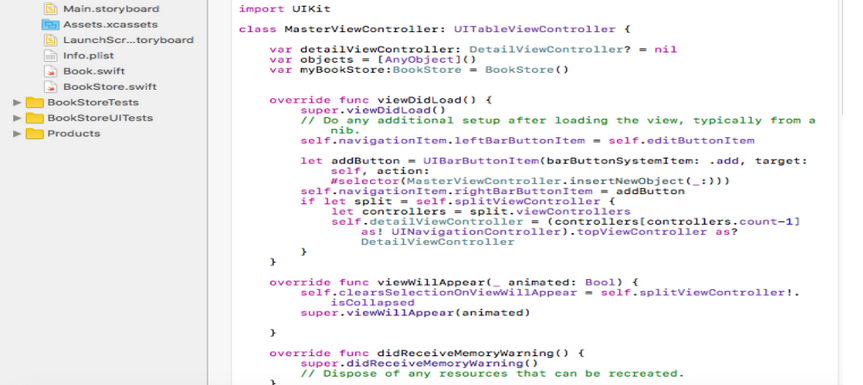 Main.storyboard
Assets.xcassets
LaunchScr...toryboard
Info.plist
Book.swift
BookStore.swift
BookStoreTests
BookStoreUITests
Products
import UIKit
class MasterViewController: UITableViewController {
var detailViewController: DetailViewController? = nil
var objects = [AnyObject]()
var myBookStore:BookStore = BookStore()
override func viewDidLoad() {
super.viewDidLoad()
// Do any additional setup after loading the view, typically from a
nib.
self.navigationItem.leftBarButtonItem = self.editButtonItem
let addButton = UIBarButtonItem(barButtonSystemItem: .add, target:
self, action:
#selector(MasterViewController.insertNewObject(_:)))
self.navigationItem.rightBarButtonItem = addButton
if let split = self.splitViewController {
let controllers = split.viewControllers
self.detailViewController = (controllers[controllers.count-1]
as! UINavigationController).topViewController as?
DetailViewController
}
}
override func viewWillAppear(_ animated: Bool) {
self.clearsSelectionOnViewWillAppear = self.splitViewController!.
isCollapsed
super.viewWillAppear(animated)
}
override func didReceiveMemoryWarning() {
super.didReceiveMemoryWarning()
// Dispose of any resources that can be recreated.
}